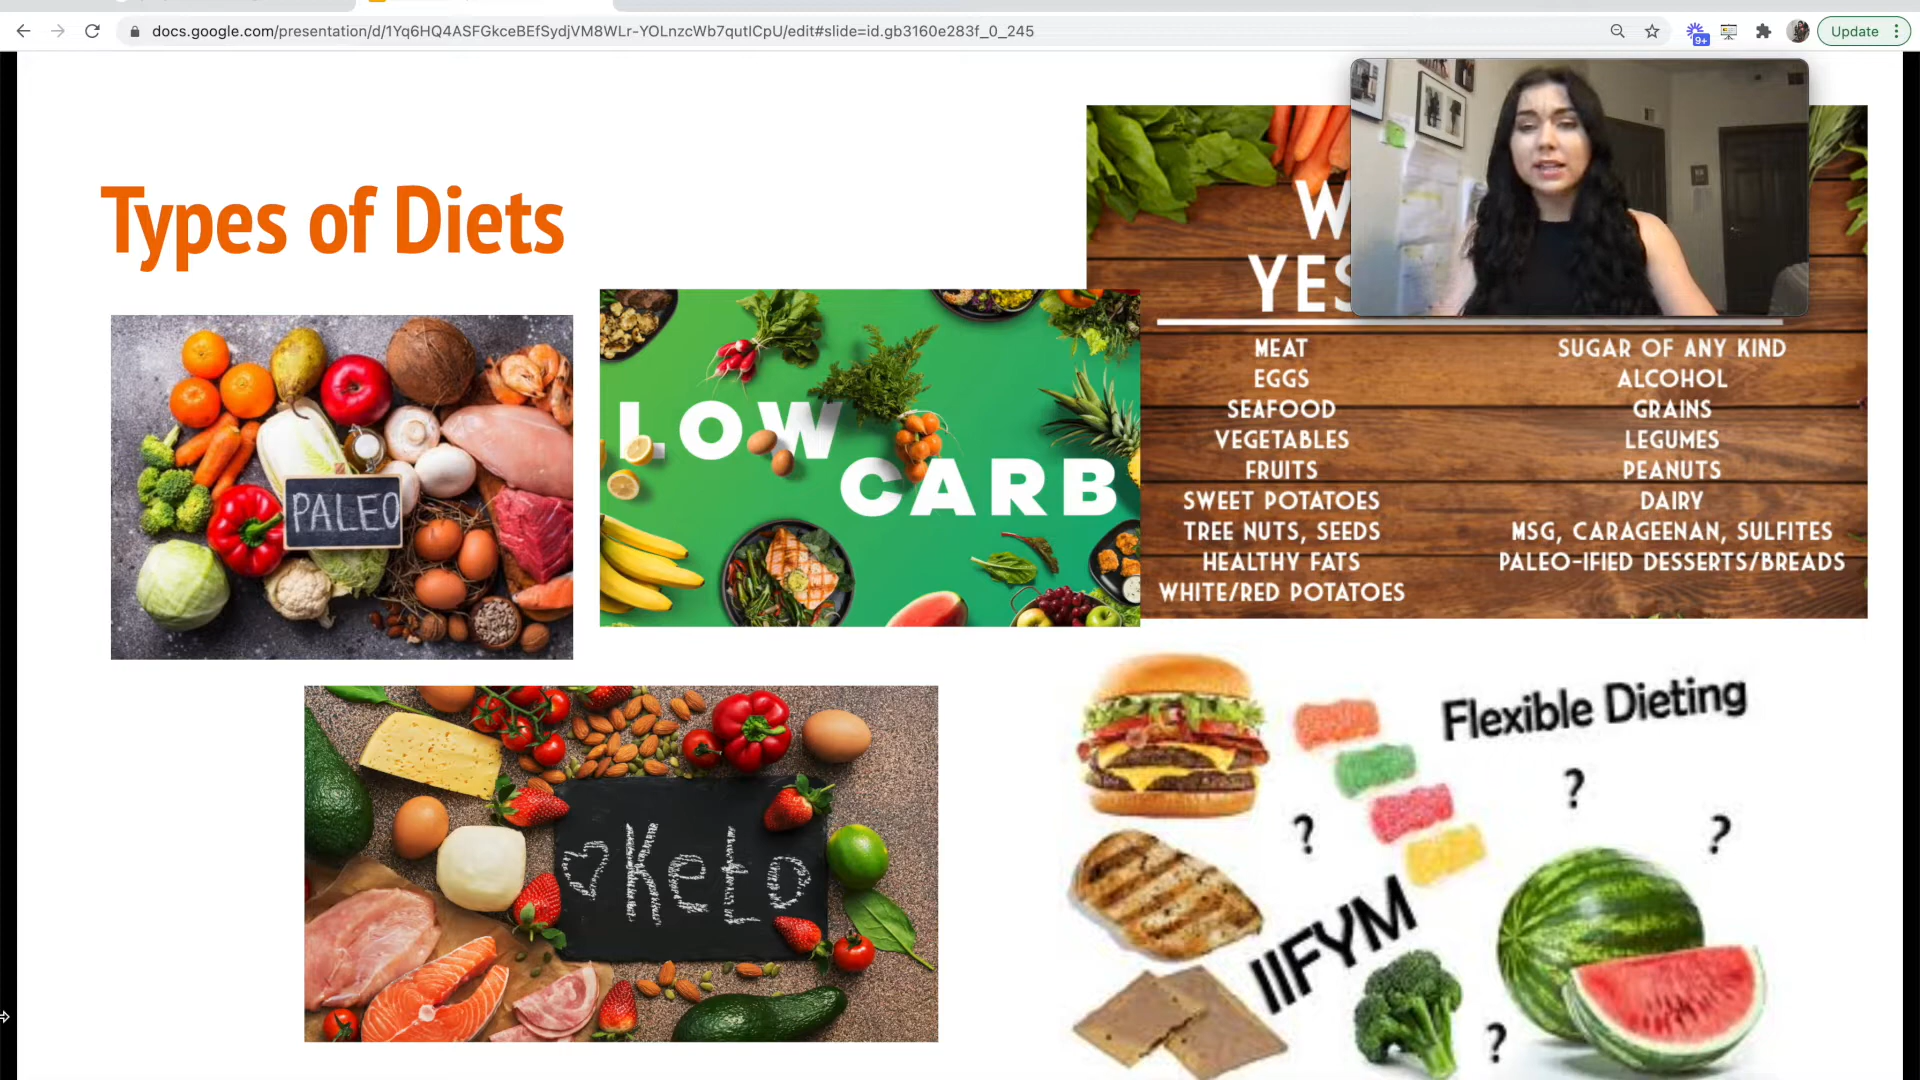 docs.google.com/presentation/d/1Yq6HQ4ASFGkceBEfSydjVM8WLr-YOLnzcWb7qutICpU/edit#slide=id.gb3160e283f_0_245
9+
Update
Types of Diets
PALEO
LOW
CARB
YES
MEAT
EGGS
SEAFOOD
VEGETABLES
FRUITS
SWEET POTATOES
TREE NUTS, SEEDS
HEALTHY FATS
WHITE/RED POTATOES
SUGAR OF ANY KIND
ALCOHOL
GRAINS
LEGUMES
PEANUTS
DAIRY
MSG, CARAGEENAN, SULFITES
PALEO-IFIED DESSERTS/BREADS
Keto
Flexible Dieting
?
?
?
IIFYM
?